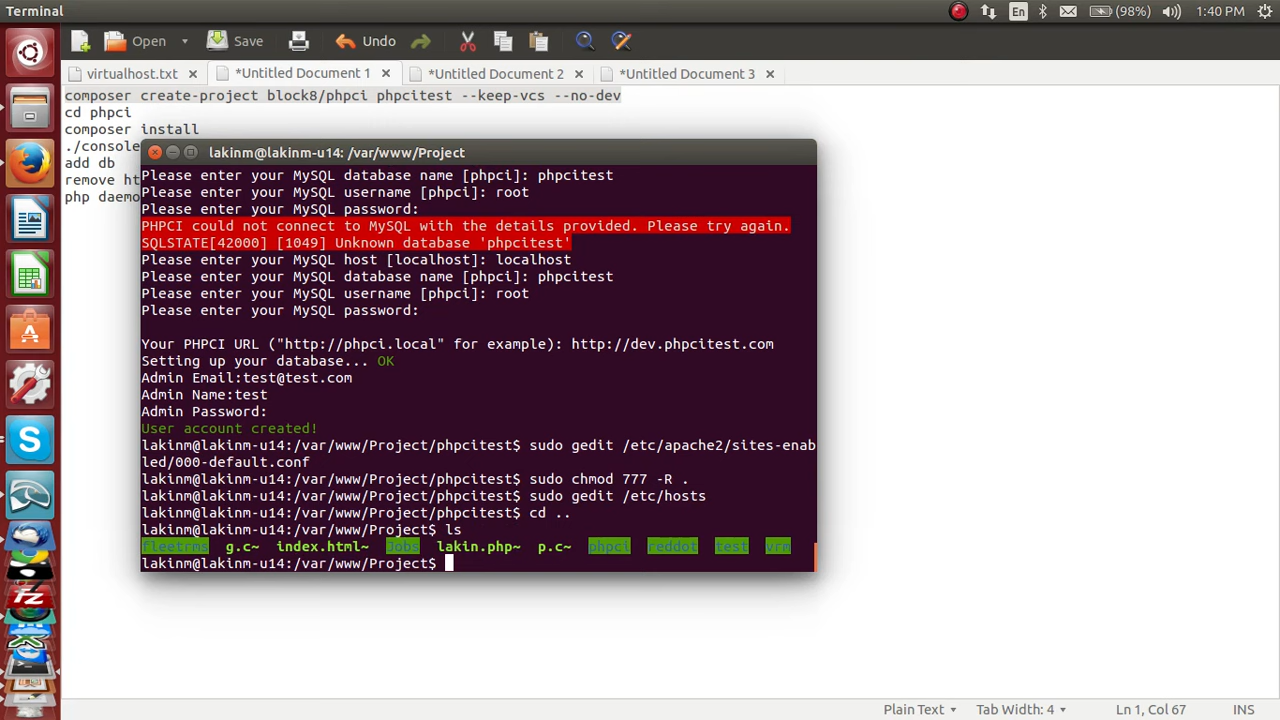 Terminal
En
(98%)
1:40 PM
Open
Save
Undo
virtualhost.txt
*Untitled Document 1
*Untitled Document 2
*Untitled Document 3
composer create-project block8/phpci phpcitest --keep-vcs --no-dev
cd phpci
composer install
./console
add db
remove ht
php daemo
lakinm@lakinm-u14: /var/www/Project
Please enter your MySQL database name [phpci]: phpcitest
Please enter your MySQL username [phpci]: root
Please enter your MySQL password:
PHPCI could not connect to MySQL with the details provided. Please try again.
SQLSTATE[42000] [1049] Unknown database 'phpcitest'
Please enter your MySQL host [localhost]: localhost
Please enter your MySQL database name [phpci]: phpcitest
Please enter your MySQL username [phpci]: root
Please enter your MySQL password:
Your PHPCI URL ("http://phpci.local" for example): http://dev.phpcitest.com
Setting up your database... OK
Admin Email:test@test.com
Admin Name:test
Admin Password:
User account created!
lakinm@lakinm-u14:/var/www/Project/phpcitest$ sudo gedit /etc/apache2/sites-enab
led/000-default.conf
lakinm@lakinm-u14:/var/www/Project/phpcitest$ sudo chmod 777 -R .
lakinm@lakinm-u14:/var/www/Project/phpcitest$ sudo gedit /etc/hosts
lakinm@lakinm-u14:/var/www/Project/phpcitest$ cd ..
lakinm@lakinm-u14:/var/www/Project$ ls
fleetrms g.c~ index.html~ Jobs lakin.php~ p.c~ phpci reddot test vrm
lakinm@lakinm-u14:/var/www/Project$
Plain Text
Tab Width: 4
Ln 1, Col 67
INS